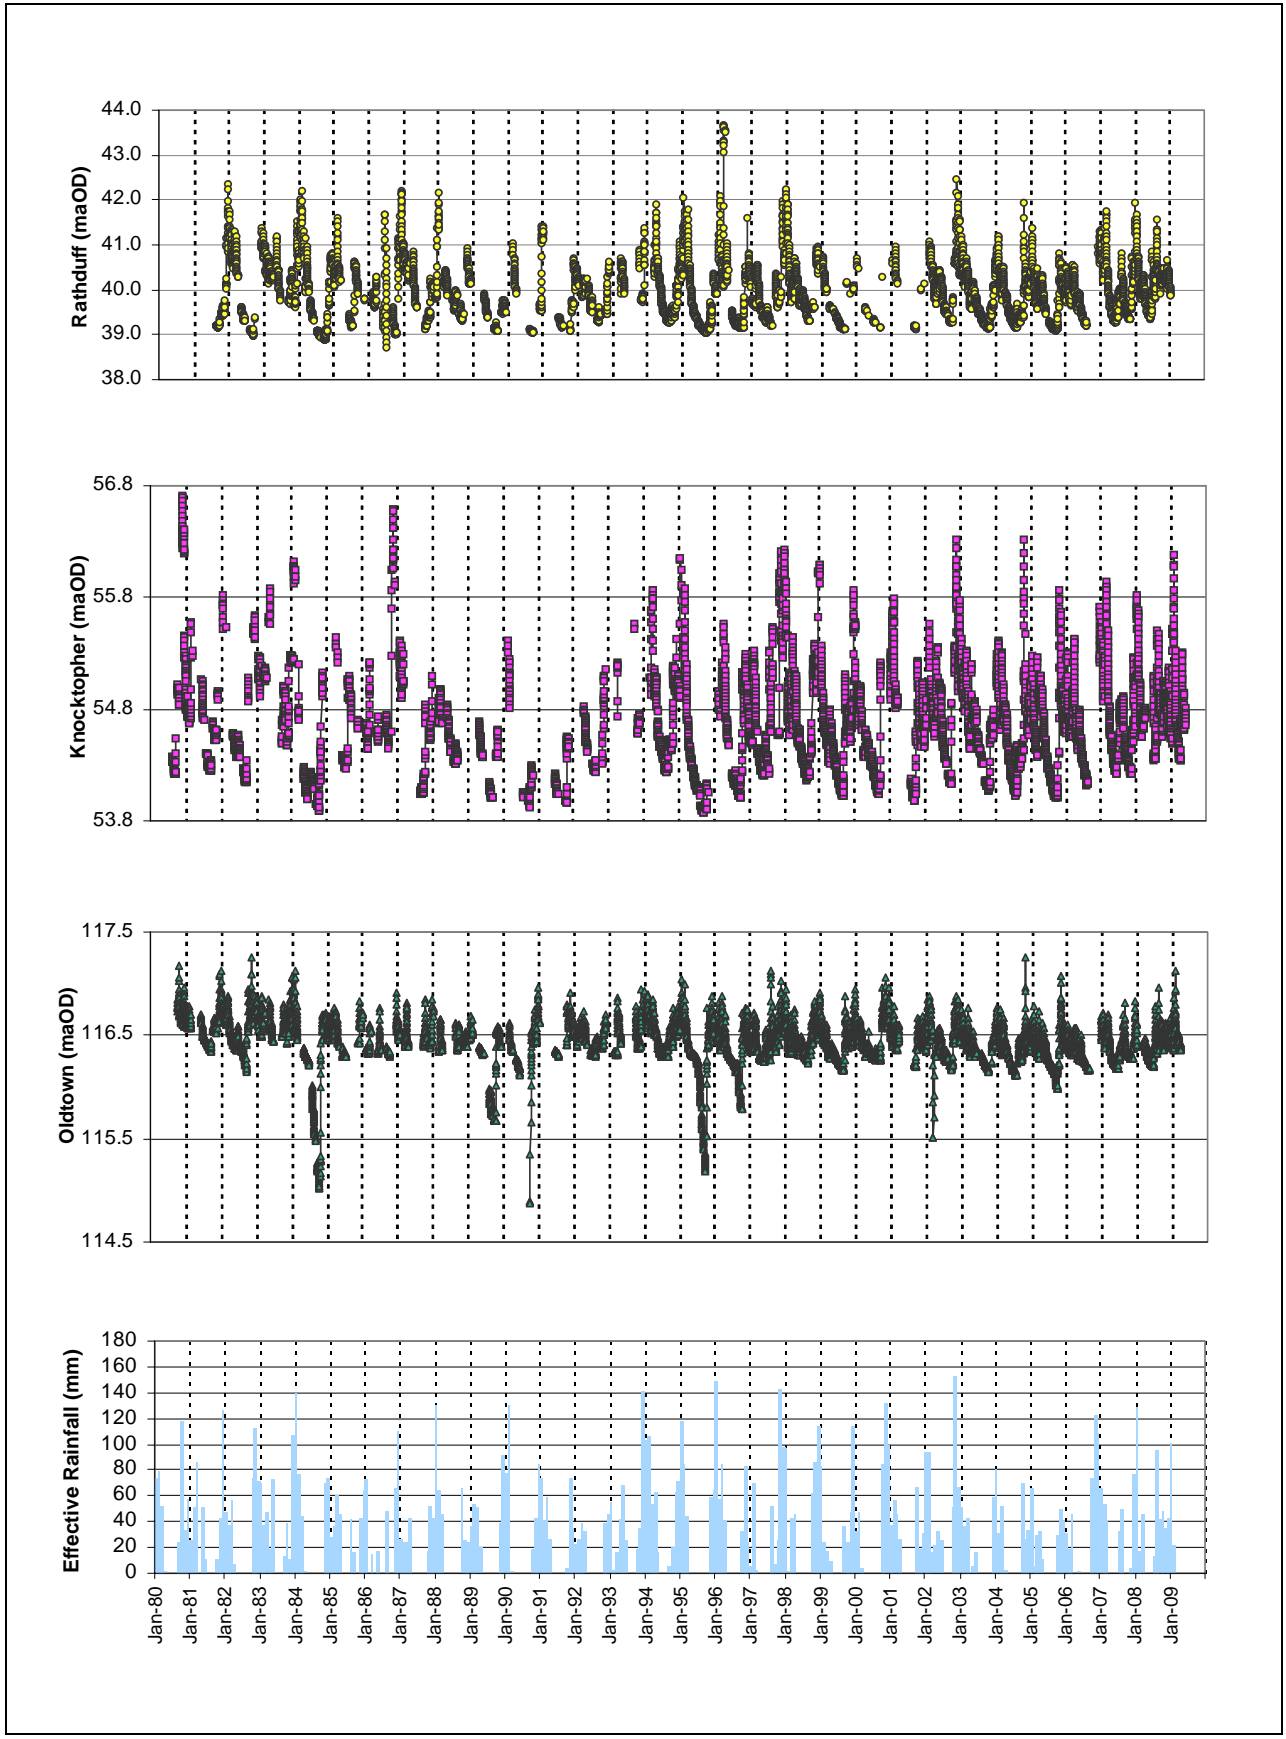 Rathduff (maOD)
44.0
43.0
42.0
41.0
40.0
39.0
38.0
Knocktopher (maOD)
56.8
55.8
54.8
53.8
Oldtown (maOD)
117.5
116.5
115.5
114.5
Effective Rainfall (mm)
180
160
140
120
100
80
60
40
20
0
Jan-80
Jan-81
Jan-82
Jan-83
Jan-84
Jan-85
Jan-86
Jan-87
Jan-88
Jan-89
Jan-90
Jan-91
Jan-92
Jan-93
Jan-94
Jan-95
Jan-96
Jan-97
Jan-98
Jan-99
Jan-00
Jan-01
Jan-02
Jan-03
Jan-04
Jan-05
Jan-06
Jan-07
Jan-08
Jan-09